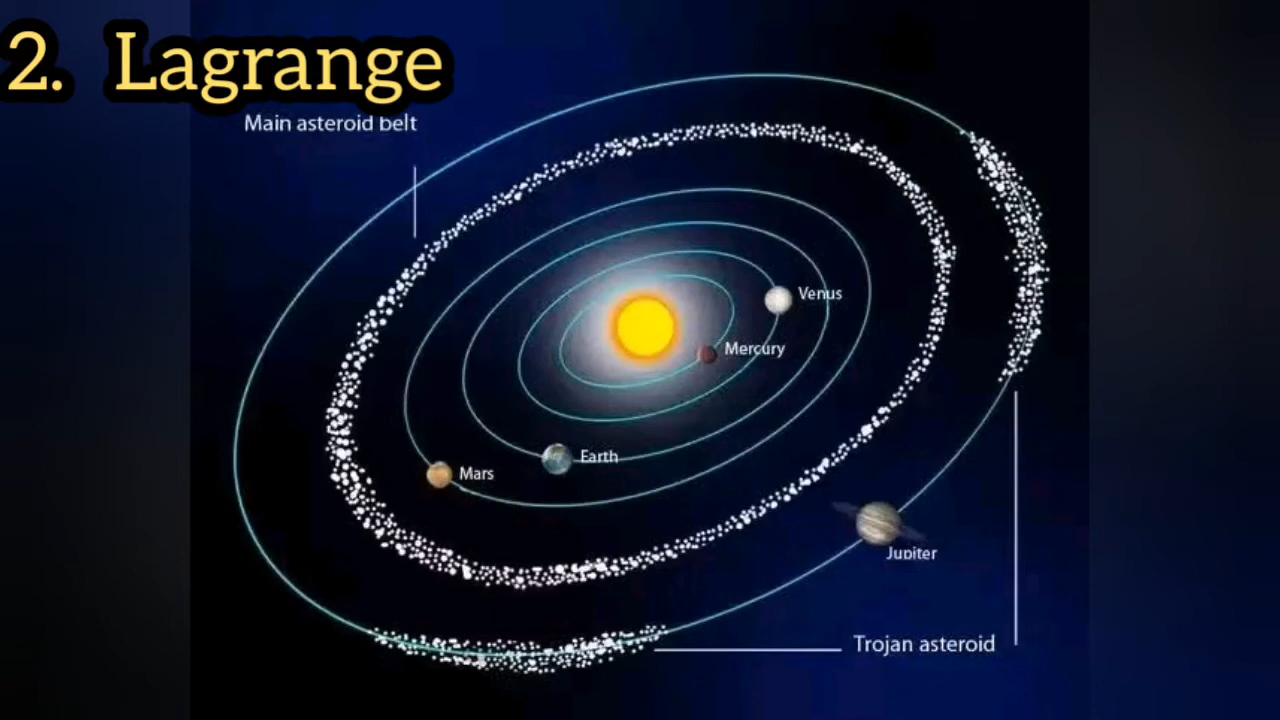 2. Lagrange
Main asteroid belt
Venus
Mercury
Earth
Mars
Jupiter
Trojan asteroid